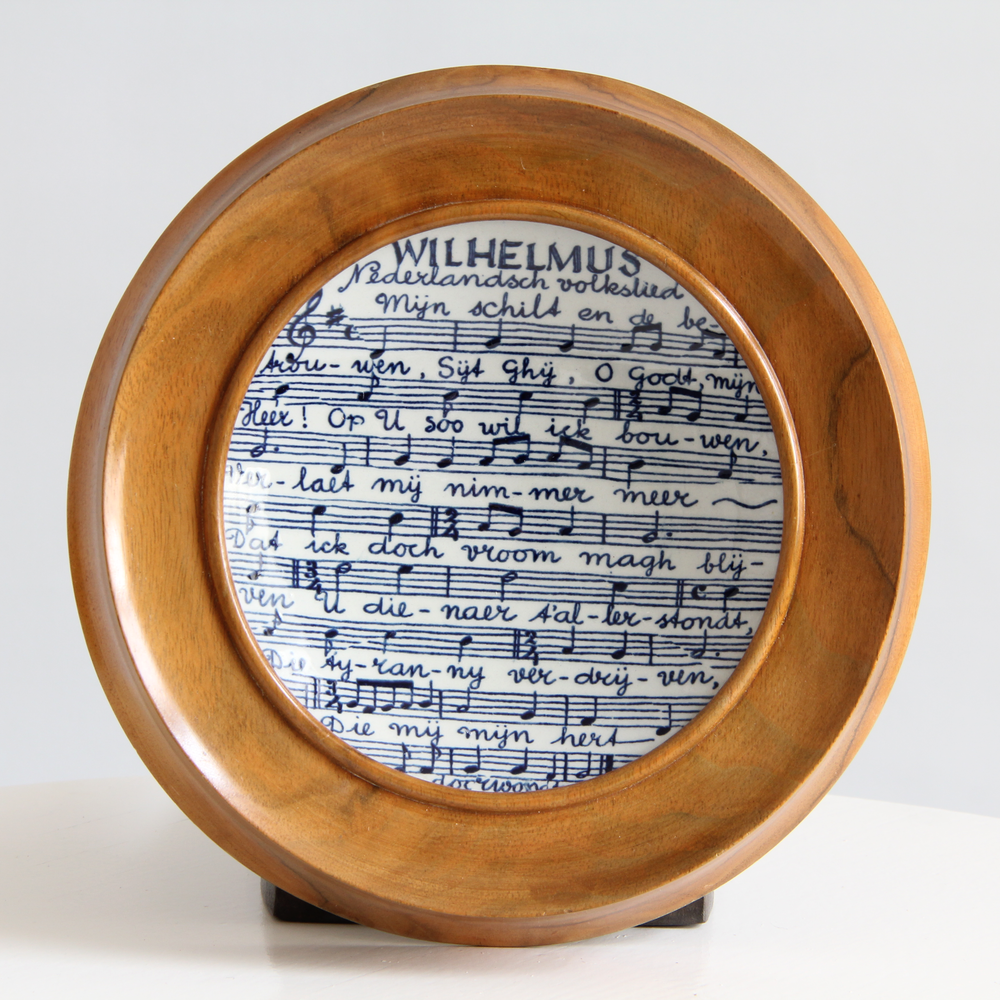 WILHELMUS
Nederlandsch volkslied
Mijn schilt en de be-
trou-wen, Sijt Ghij, O Godt, mijn
Heer! Op U soo wil ick bou-wen,
Ver-laet mij nim-mer meer
Dat ick doch vroom magh blij-
ven U die-naer t'al-ler-stondt,
Die ty-ran-ny ver-drij-ven,
Die mij mijn hert
doorwondt